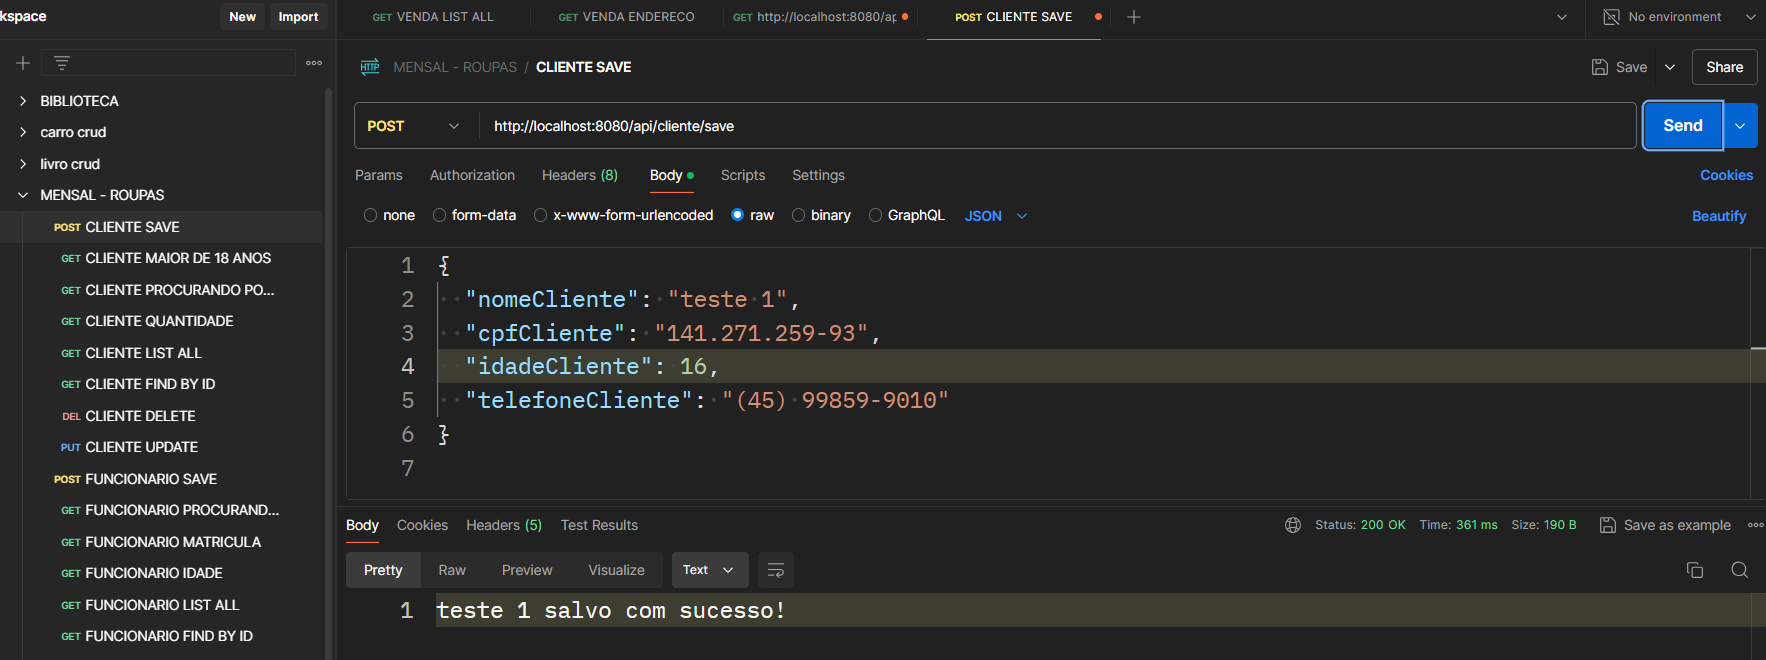 kspace
New
Import
GET VENDA LIST ALL
GET VENDA ENDERECO
GET http://localhost:8080/ap
POST CLIENTE SAVE
No environment
HTTP MENSAL - ROUPAS / CLIENTE SAVE
Save
Share
BIBLIOTECA
carro crud
livro crud
MENSAL - ROUPAS
POST CLIENTE SAVE
GET CLIENTE MAIOR DE 18 ANOS
GET CLIENTE PROCURANDO PO...
GET CLIENTE QUANTIDADE
GET CLIENTE LIST ALL
GET CLIENTE FIND BY ID
DEL CLIENTE DELETE
PUT CLIENTE UPDATE
POST FUNCIONARIO SAVE
GET FUNCIONARIO PROCURAND...
GET FUNCIONARIO MATRICULA
GET FUNCIONARIO IDADE
GET FUNCIONARIO LIST ALL
GET FUNCIONARIO FIND BY ID
POST
http://localhost:8080/api/cliente/save
Send
Params Authorization Headers (8) Body Scripts Settings
Cookies
none form-data x-www-form-urlencoded raw binary GraphQL JSON
Beautify
1 {
2 "nomeCliente": "teste 1",
3 "cpfCliente": "141.271.259-93",
4 "idadeCliente": 16,
5 "telefoneCliente": "(45) 99859-9010"
6 }
7
Body Cookies Headers (5) Test Results
Status: 200 OK Time: 361 ms Size: 190 B
Save as example
Pretty Raw Preview Visualize Text
1 teste 1 salvo com sucesso!